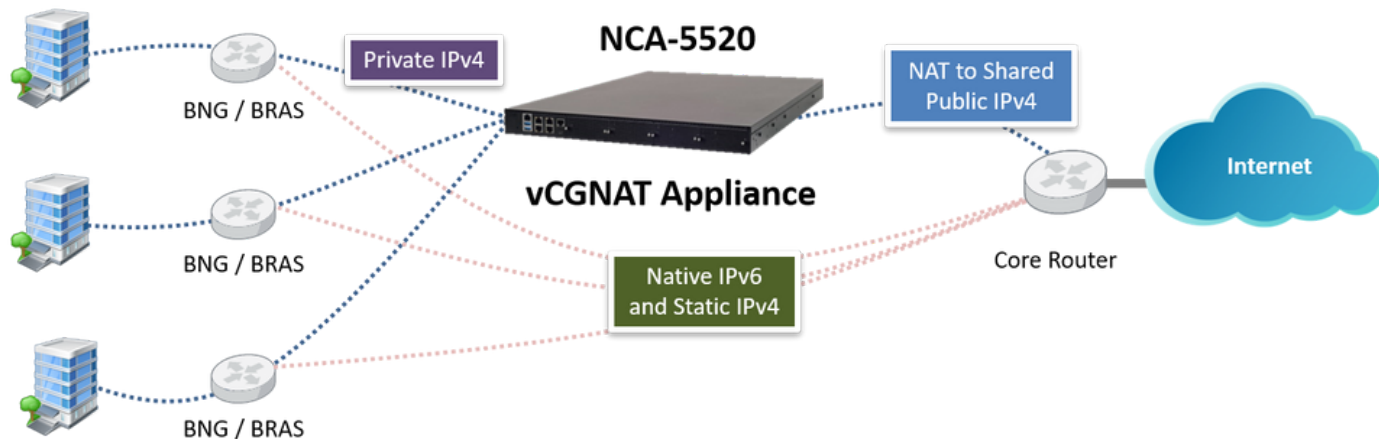 NCA-5520
Private IPv4
NAT to Shared
Public IPv4
BNG / BRAS
Internet
vCGNAT Appliance
BNG / BRAS
Native IPv6
and Static IPv4
Core Router
BNG / BRAS